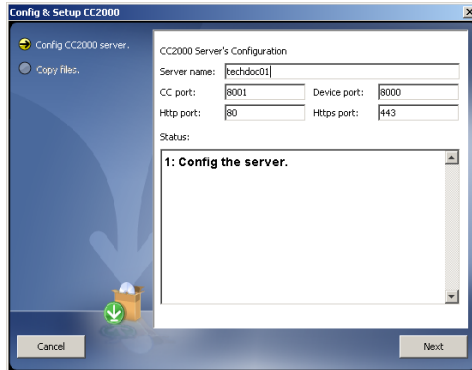 Config & Setup CC2000
Config CC2000 server.
Copy files.
CC2000 Server's Configuration
Server name: techdoc01
CC port: 8001 Device port: 8000
Http port: 80 Https port: 443
Status:
1: Config the server.
Cancel Next